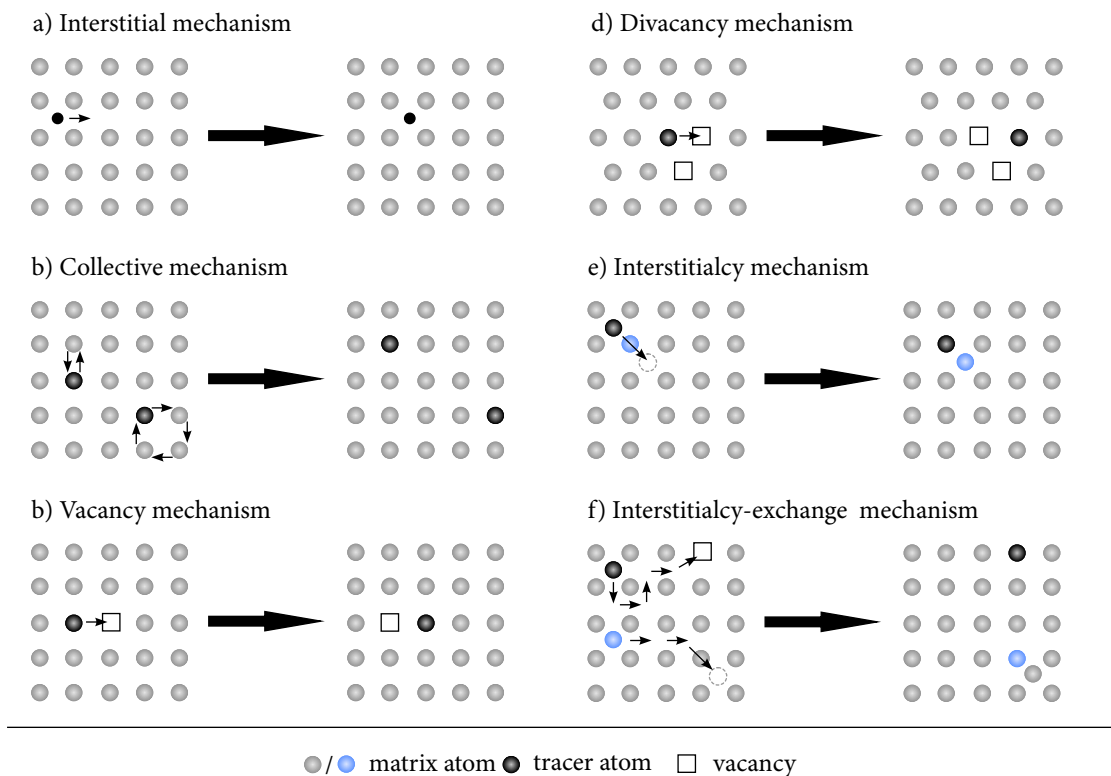 a) Interstitial mechanism
d) Divacancy mechanism
b) Collective mechanism
e) Interstitialcy mechanism
b) Vacancy mechanism
f) Interstitialcy-exchange mechanism
/ matrix atom tracer atom vacancy